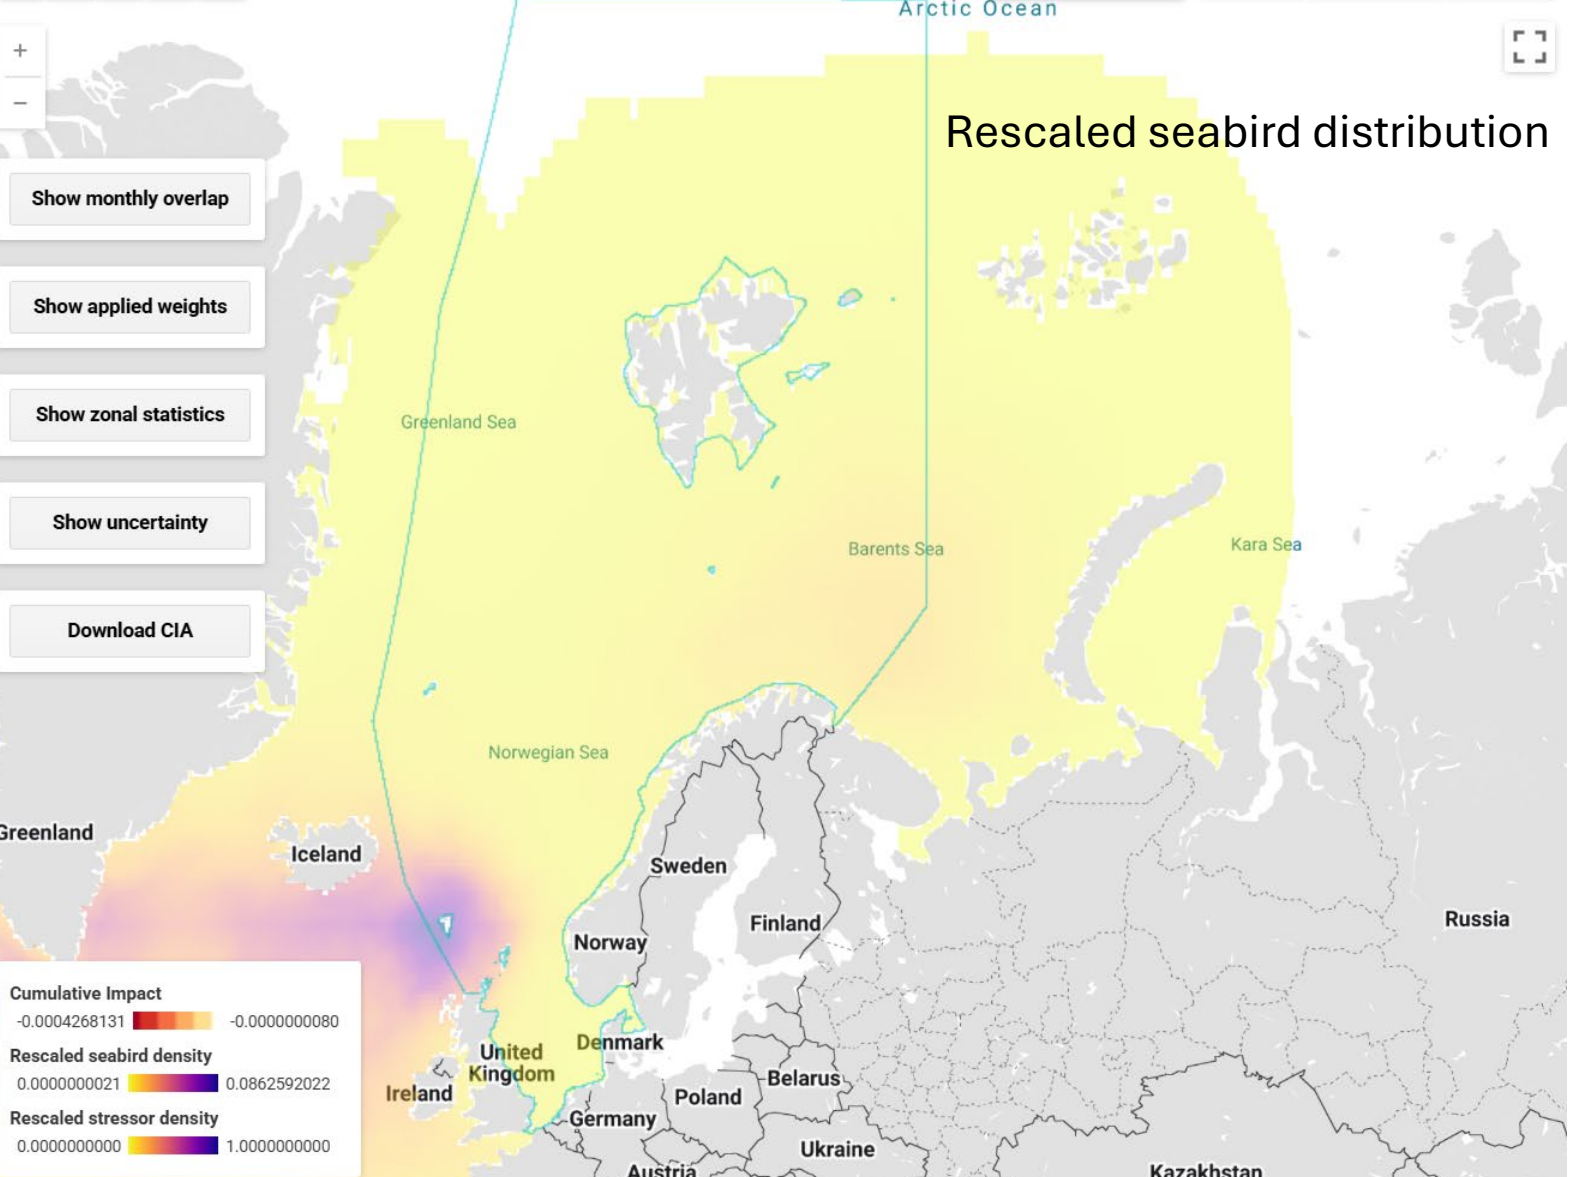 Arctic Ocean
+
−
Rescaled seabird distribution
Show monthly overlap
Show applied weights
Show zonal statistics
Greenland Sea
Show uncertainty
Barents Sea
Kara Sea
Download CIA
Norwegian Sea
Greenland
Iceland
Sweden
Finland
Norway
Russia
Cumulative Impact
-0.0004268131 -0.0000000080
Rescaled seabird density
0.0000000021 0.0862592022
Rescaled stressor density
0.0000000000 1.0000000000
Denmark
United
Kingdom
Ireland
Belarus
Poland
Germany
Ukraine
Austria
Kazakhstan